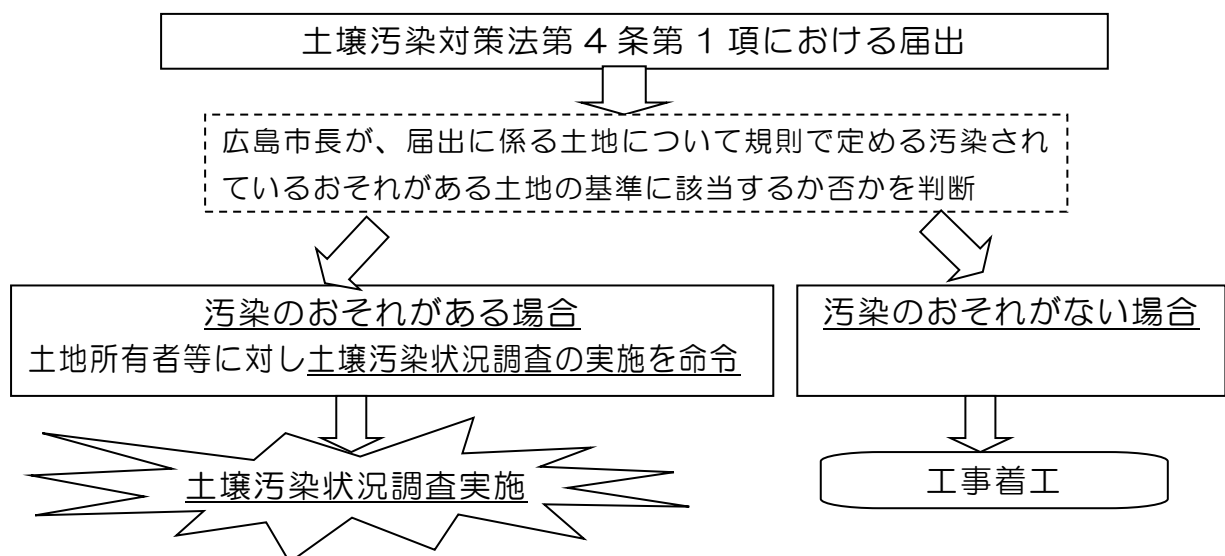 土壌汚染対策法第4条第1項における届出
広島市長が、届出に係る土地について規則で定める汚染され
ているおそれがある土地の基準に該当するか否かを判断
汚染のおそれがある場合
土地所有者等に対し土壌汚染状況調査の実施を命令
汚染のおそれがない場合
土壌汚染状況調査実施
工事着工